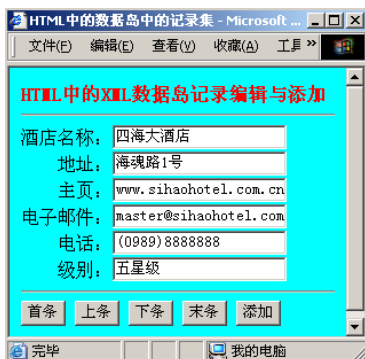 HTML中的数据岛中的记录集 - Microsoft ...
文件(F) 编辑(E) 查看(V) 收藏(A) 工具 »
HTML中的XML数据岛记录编辑与添加
酒店名称: 四海大酒店
地址: 海魂路1号
主页: www.sihaohotel.com.cn
电子邮件: master@sihaohotel.com
电话: (0989)8888888
级别: 五星级
首条 上条 下条 末条 添加
完毕 我的电脑